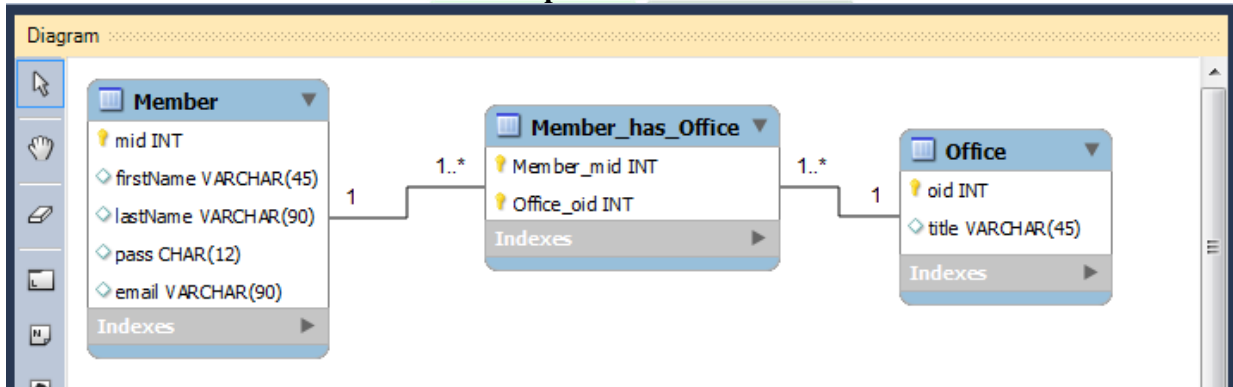 Diagram
Member
mid INT
firstName VARCHAR(45)
lastName VARCHAR(90)
pass CHAR(12)
email VARCHAR(90)
Indexes
1
1..*
Member_has_Office
Member_mid INT
Office_oid INT
Indexes
1..*
1
Office
oid INT
title VARCHAR(45)
Indexes
L
N